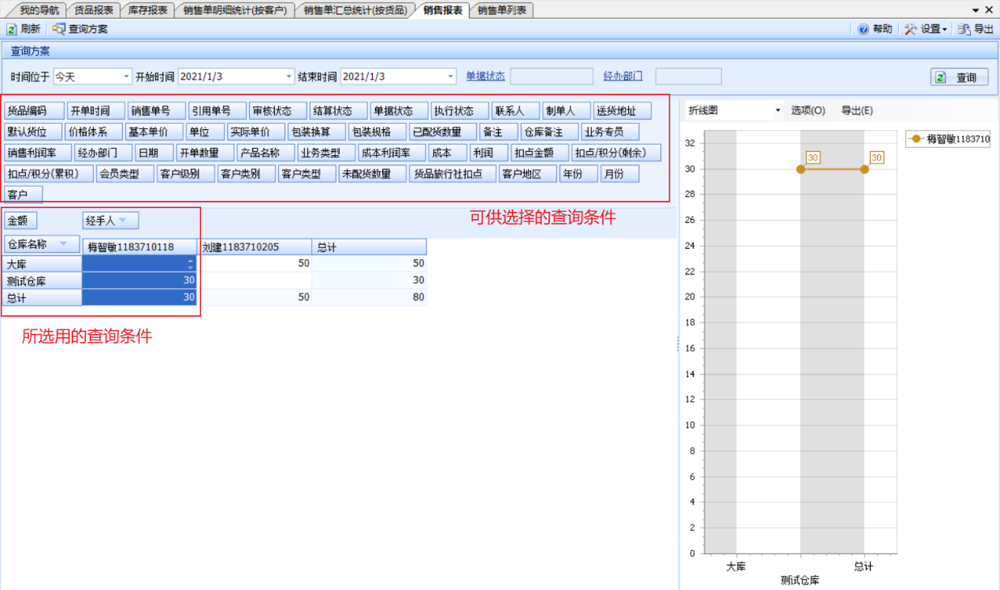 我的导航 货品报表 库存报表 销售单明细统计(按客户) 销售单汇总统计(按货品) 销售报表 销售单列表
刷新 查询方案 帮助 设置 导出
查询方案
时间位于 今天 开始时间 2021/1/3 结束时间 2021/1/3 单据状态 经办部门 查询
货品编码 开单时间 销售单号 引用单号 审核状态 结算状态 单据状态 执行状态 联系人 制单人 送货地址
默认货位 价格体系 基本单价 单位 实际单价 包装换算 包装规格 已配货数量 备注 仓库备注 业务专员
销售利润率 经办部门 日期 开单数量 产品名称 业务类型 成本利润率 成本 利润 扣点金额 扣点/积分(剩余)
扣点/积分(累积) 会员类型 客户级别 客户类别 客户类型 未配货数量 货品旅行社扣点 客户地区 年份 月份
客户
可供选择的查询条件
金额 经手人
仓库名称 梅智敏1183710118 刘建1183710205 总计
大库 50 50
测试仓库 30 30
总计 30 50 80
所选用的查询条件
折线图 选项(O) 导出(E)
梅智敏1183710
30 30
32
30
28
26
24
22
20
18
16
14
12
10
8
6
4
2
0
大库 总计
测试仓库